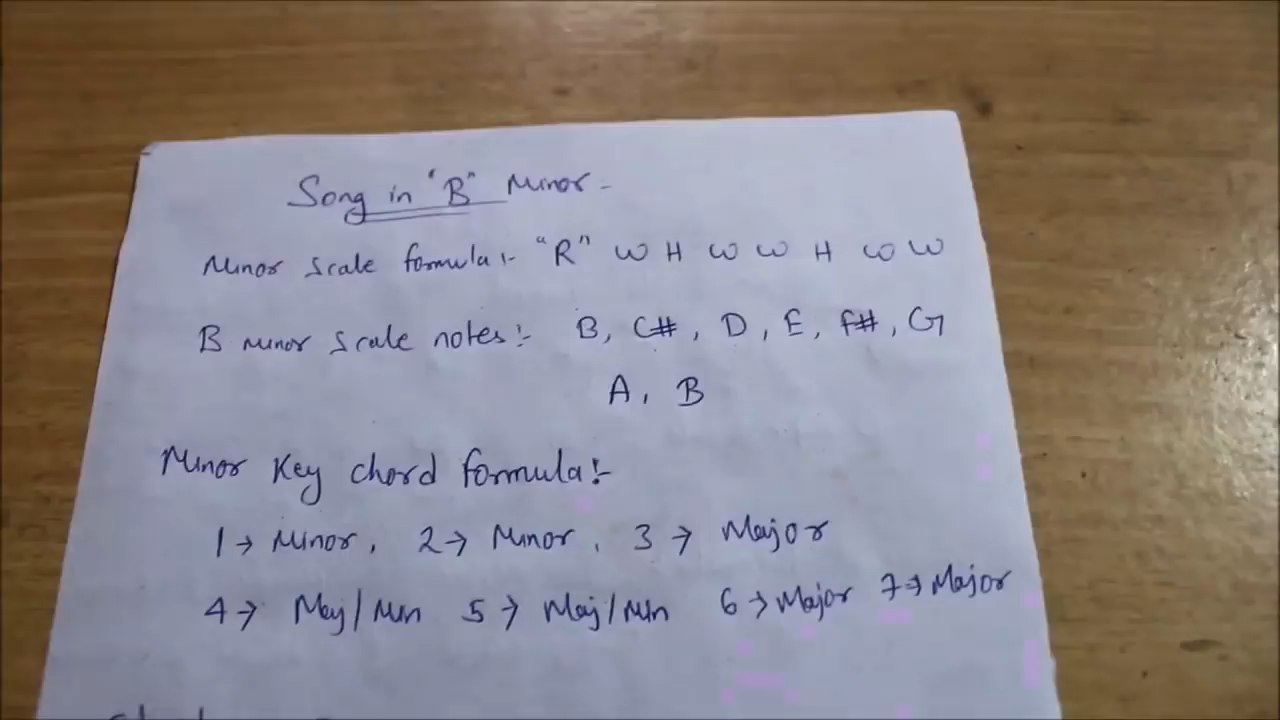 Song in "B" Minor -
Minor Scale formula:- "R" W H W W H W W
B minor Scale notes:- B, C#, D, E, F#, G
A, B
Minor Key chord formula:-
1 → Minor, 2 → Minor, 3 → Major
4 → Maj/Min 5 → Maj/Min 6 → Major 7 → Major